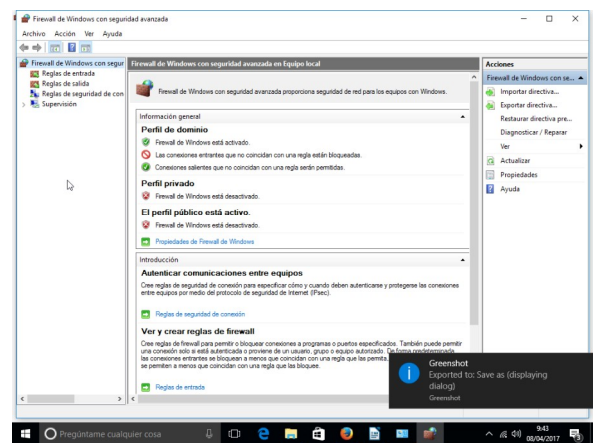 Firewall de Windows con seguridad avanzada
Archivo Acción Ver Ayuda
Firewall de Windows con segur
Reglas de entrada
Reglas de salida
Reglas de seguridad de con
Supervisión
Firewall de Windows con seguridad avanzada en Equipo local
Firewall de Windows con seguridad avanzada proporciona seguridad de red para los equipos con Windows.
Información general
Perfil de dominio
Firewall de Windows está activado.
Las conexiones entrantes que no coincidan con una regla están bloqueadas.
Conexiones salientes que no coincidan con una regla serán permitidas.
Perfil privado
Firewall de Windows está desactivado.
El perfil público está activo.
Firewall de Windows está desactivado.
Propiedades de Firewall de Windows
Introducción
Autenticar comunicaciones entre equipos
Cree reglas de seguridad de conexión para especificar cómo y cuándo deben autenticarse y protegerse las conexiones
entre equipos por medio del protocolo de seguridad de Internet (IPsec).
Reglas de seguridad de conexión
Ver y crear reglas de firewall
Cree reglas de firewall para permitir o bloquear conexiones a programas o puertos especificados. También puede permitir
una conexión solo si está autenticada o proviene de un usuario, grupo o equipo autorizado. De forma predeterminada,
las conexiones entrantes se bloquean a menos que coincidan con una regla que las permita,
se permiten a menos que coincidan con una regla que las bloquee.
Reglas de entrada
Acciones
Firewall de Windows con se...
Importar directiva...
Exportar directiva...
Restaurar directiva pre...
Diagnosticar / Reparar
Ver
Actualizar
Propiedades
Ayuda
Greenshot
Exported to: Save as (displaying
dialog)
Greenshot
Pregúntame cualquier cosa
9:43
08/04/2017